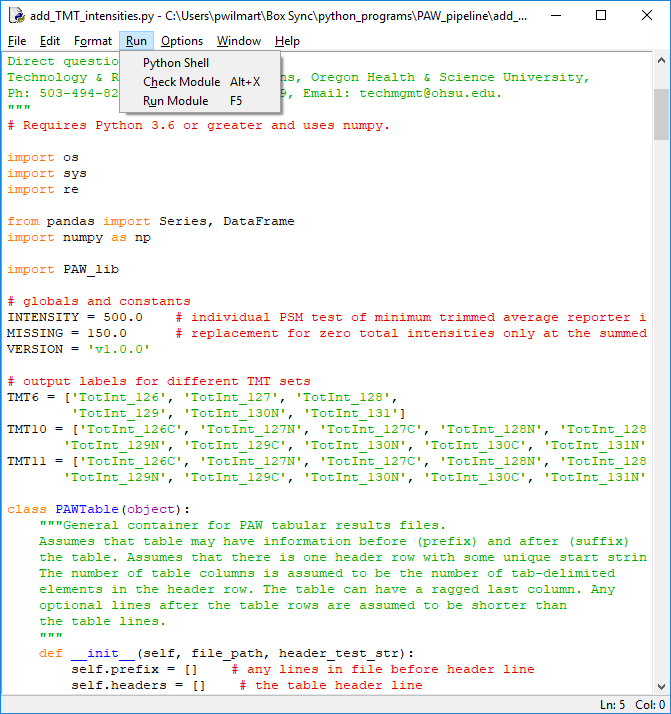 add_TMT_intensities.py - C:\Users\pwilmart\Box Sync\python_programs\PAW_pipeline\add_...
File Edit Format Run Options Window Help
Python Shell
Check Module Alt+X
Run Module F5
Direct questio
Technology & R ns, Oregon Health & Science University,
Ph: 503-494-82 9, Email: techmgmt@ohsu.edu.
"""
# Requires Python 3.6 or greater and uses numpy.
import os
import sys
import re
from pandas import Series, DataFrame
import numpy as np
import PAW_lib
# globals and constants
INTENSITY = 500.0 # individual PSM test of minimum trimmed average reporter i
MISSING = 150.0 # replacement for zero total intensities only at the summed
VERSION = 'v1.0.0'
# output labels for different TMT sets
TMT6 = ['TotInt_126', 'TotInt_127', 'TotInt_128',
'TotInt_129', 'TotInt_130N', 'TotInt_131']
TMT10 = ['TotInt_126C', 'TotInt_127N', 'TotInt_127C', 'TotInt_128N', 'TotInt_128
'TotInt_129N', 'TotInt_129C', 'TotInt_130N', 'TotInt_130C', 'TotInt_131N'
TMT11 = ['TotInt_126C', 'TotInt_127N', 'TotInt_127C', 'TotInt_128N', 'TotInt_128
'TotInt_129N', 'TotInt_129C', 'TotInt_130N', 'TotInt_130C', 'TotInt_131N'
class PAWTable(object):
"""General container for PAW tabular results files.
Assumes that table may have information before (prefix) and after (suffix)
the table. Assumes that there is one header row with some unique start strin
The number of table columns is assumed to be the number of tab-delimited
elements in the header row. The table can have a ragged last column. Any
optional lines after the table rows are assumed to be shorter than
the table lines.
"""
def __init__(self, file_path, header_test_str):
self.prefix = [] # any lines in file before header line
self.headers = [] # the table header line
Ln: 5 Col: 0